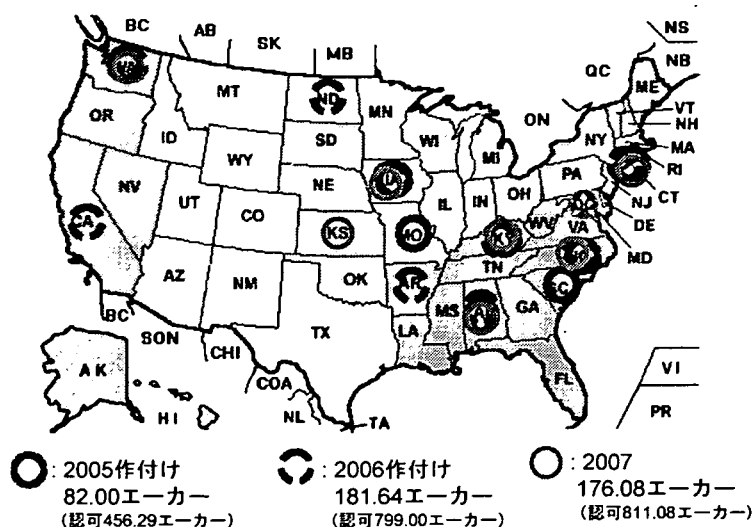 NS
BC
AB
SK
MB
QC
NB
ME
ON
VT
NH
MA
RI
CT
NJ
DE
MD
WA
MT
ND
MN
OR
ID
WY
SD
WI
MI
NY
PA
NV
UT
CO
NE
IA
IL
IN
OH
WV
VA
CA
KS
MO
KY
AZ
NM
OK
AR
TN
NC
SC
TX
LA
MS
AL
GA
FL
BC
SON
CHI
COA
NL
TA
AK
HI
VI
PR
: 2005作付け
82.00エーカー
(認可456.29エーカー)
: 2006作付け
181.64エーカー
(認可799.00エーカー)
: 2007
176.08エーカー
(認可811.08エーカー)